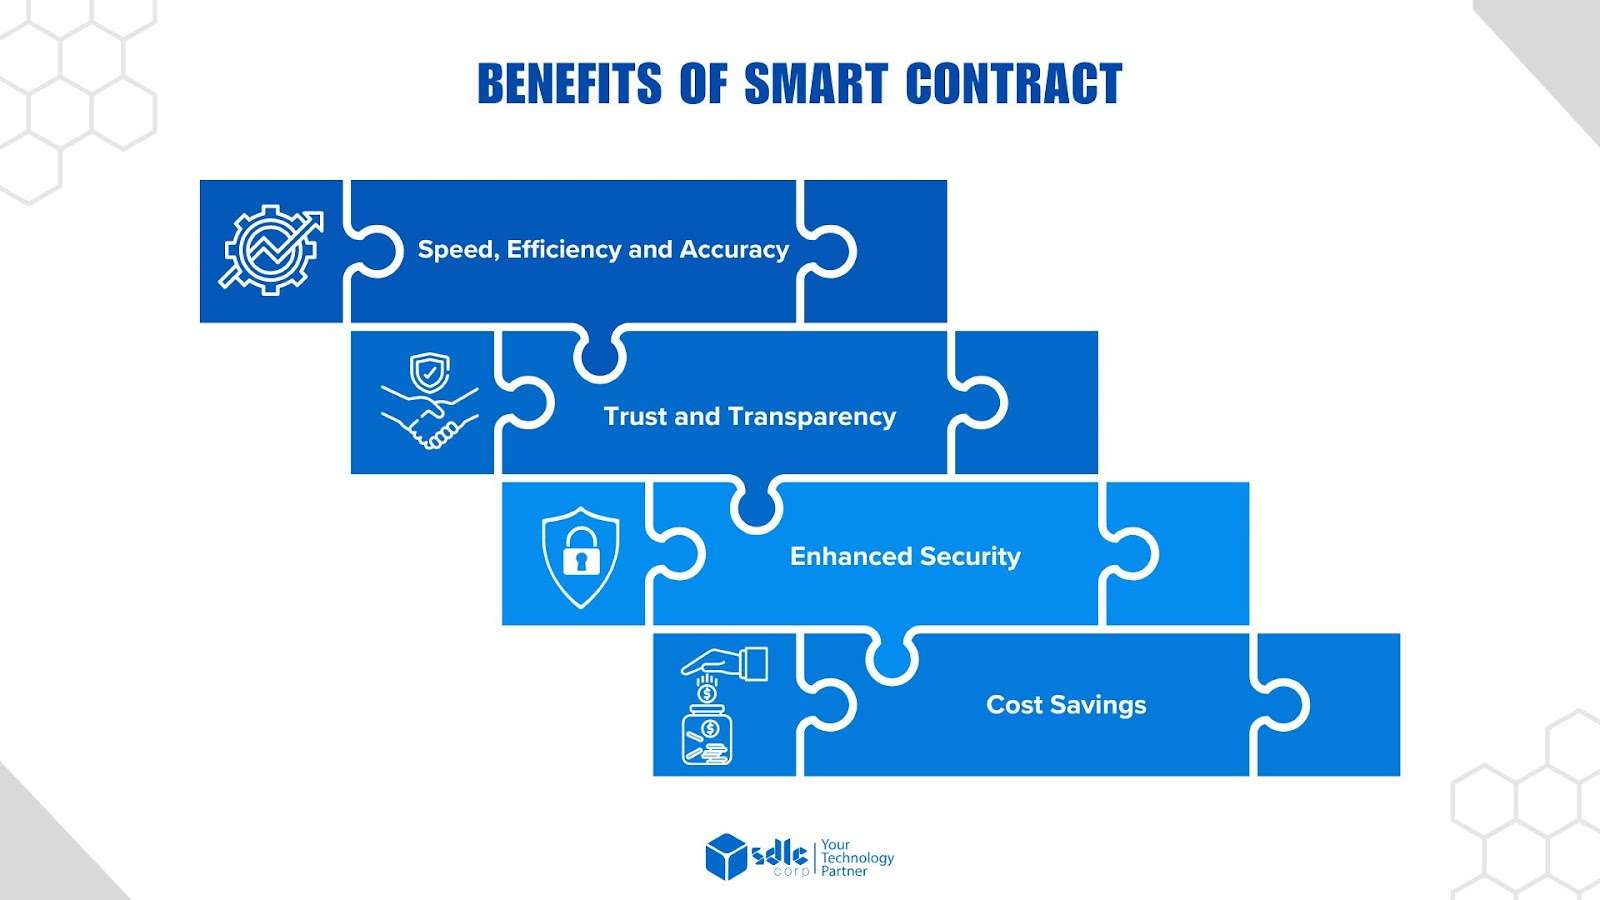 BENEFITS OF SMART CONTRACT
Speed, Efficiency and Accuracy
Trust and Transparency
Enhanced Security
$
$
Cost Savings
sdlc
corp
Your
Technology
Partner